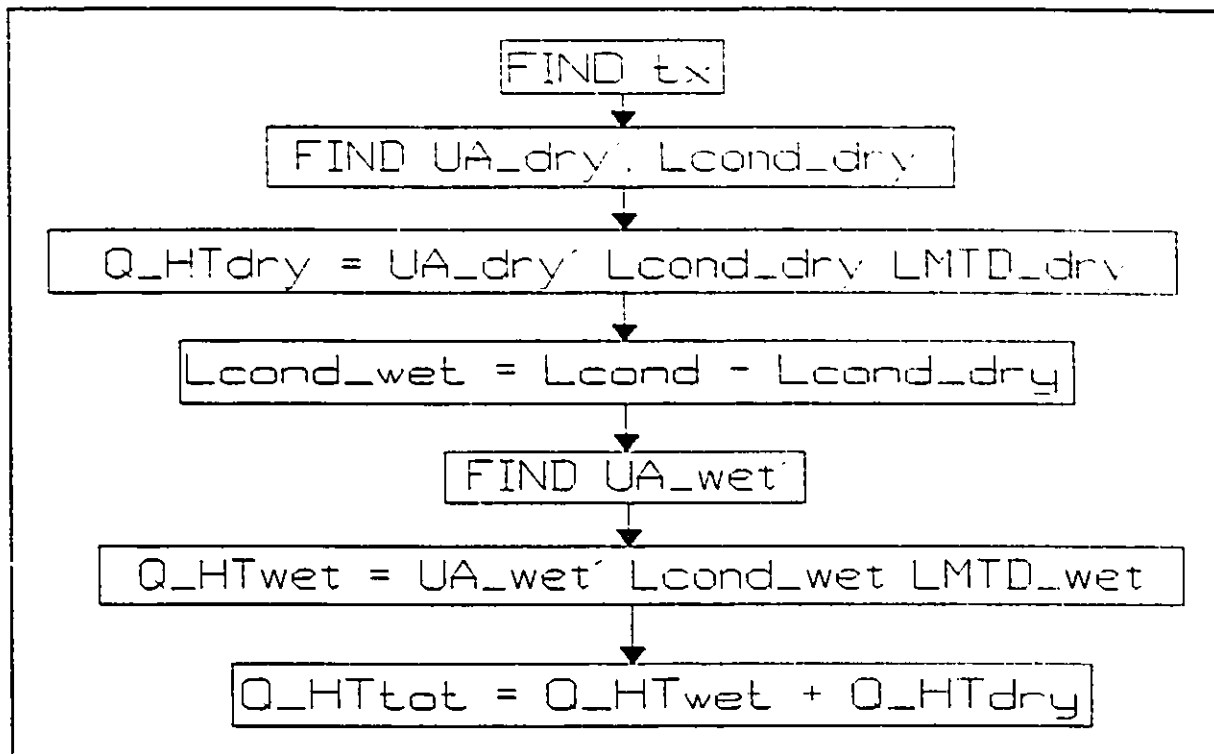 FIND tx
FIND UA_dry´, Lcond_dry
Q_HTdry = UA_dry´ Lcond_dry LMTD_dry
Lcond_wet = Lcond - Lcond_dry
FIND UA_wet´
Q_HTwet = UA_wet´ Lcond_wet LMTD_wet
Q_HTtot = Q_HTwet + Q_HTdry